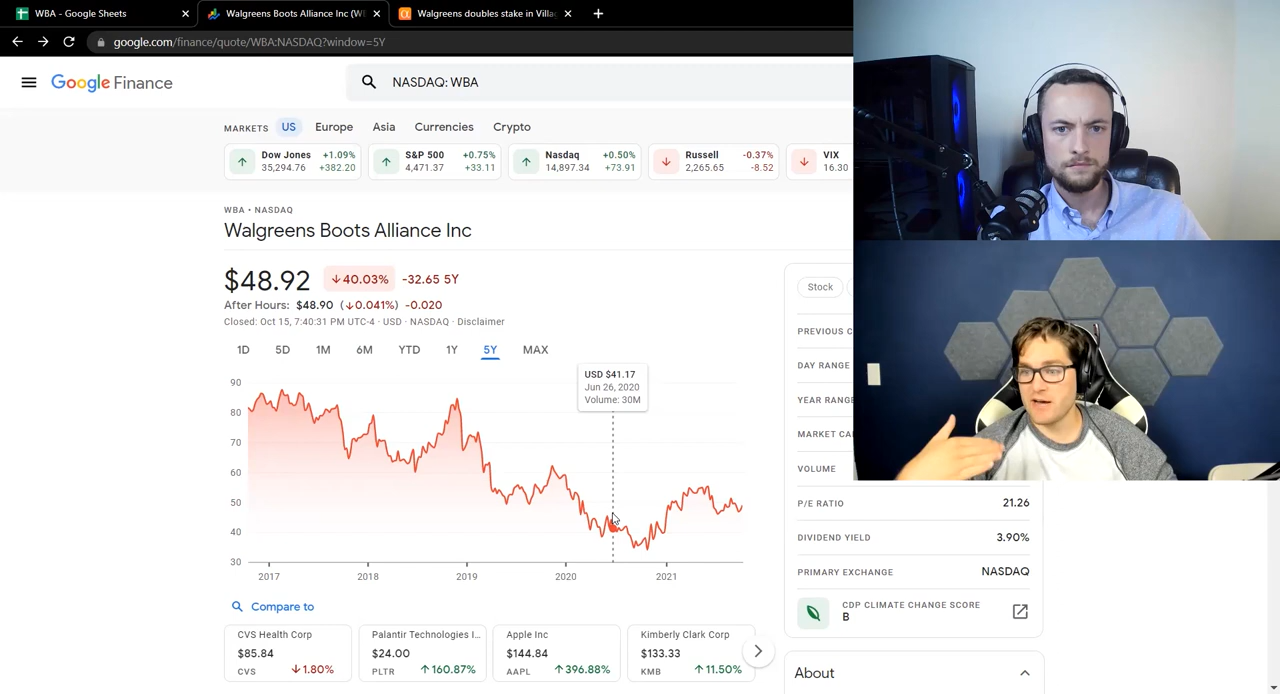 WBA - Google Sheets
Walgreens Boots Alliance Inc (WE
Walgreens doubles stake in Villa
google.com/finance/quote/WBA:NASDAQ?window=5Y
Google Finance
NASDAQ: WBA
MARKETS US Europe Asia Currencies Crypto
Dow Jones +1.09%
35,294.76 +382.20
S&P 500 +0.75%
4,471.37 +33.11
Nasdaq +0.50%
14,897.34 +73.91
Russell -0.37%
2,265.65 -8.52
VIX
16.30
WBA • NASDAQ
Walgreens Boots Alliance Inc
$48.92 ↓40.03% -32.65 5Y
After Hours: $48.90 (↓0.041%) -0.020
Closed: Oct 15, 7:40:31 PM UTC-4 · USD · NASDAQ · Disclaimer
1D 5D 1M 6M YTD 1Y 5Y MAX
USD $41.17
Jun 26, 2020
Volume: 30M
90
80
70
60
50
40
30
2017 2018 2019 2020 2021
Compare to
CVS Health Corp
$85.84
CVS ↓1.80%
Palantir Technologies I...
$24.00
PLTR ↑160.87%
Apple Inc
$144.84
AAPL ↑396.88%
Kimberly Clark Corp
$133.33
KMB ↑11.50%
Stock
PREVIOUS C
DAY RANGE
YEAR RANG
MARKET CA
VOLUME
P/E RATIO 21.26
DIVIDEND YIELD 3.90%
PRIMARY EXCHANGE NASDAQ
CDP CLIMATE CHANGE SCORE
B
About